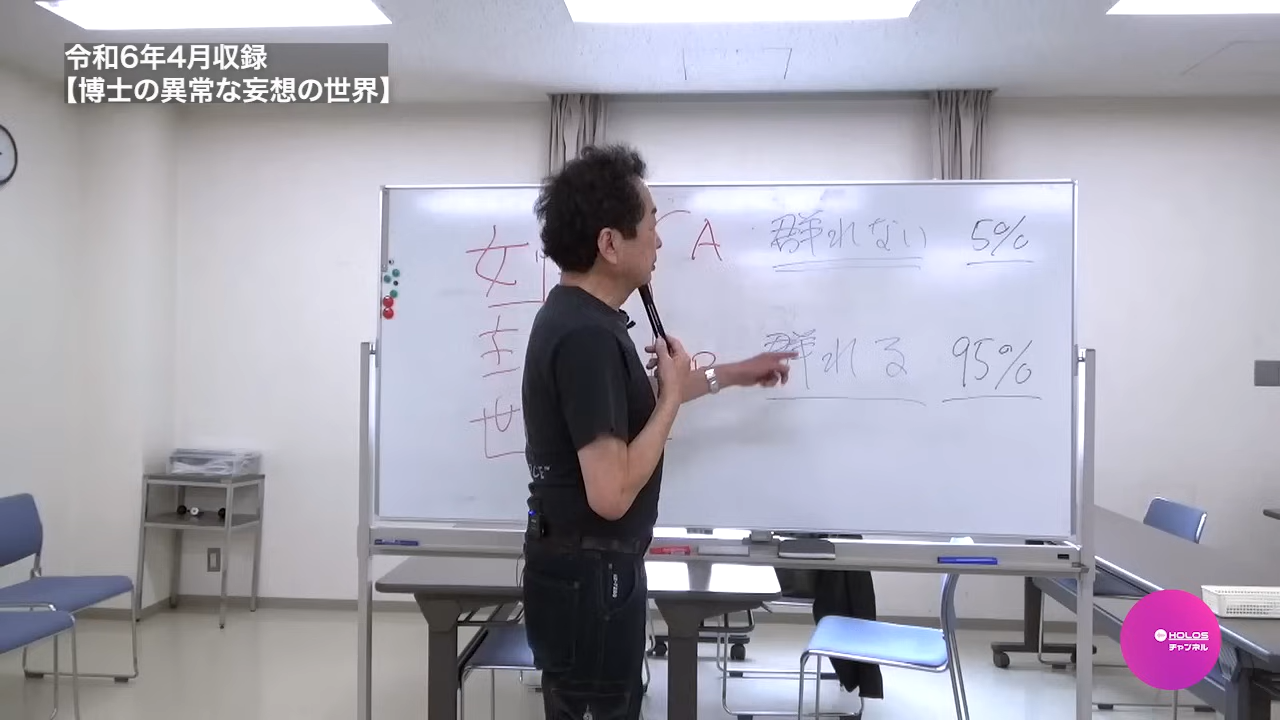 令和6年4月収録
【博士の異常な妄想の世界】
A 群れない 5%
群れる 95%
世
HOLOS
チャンネル